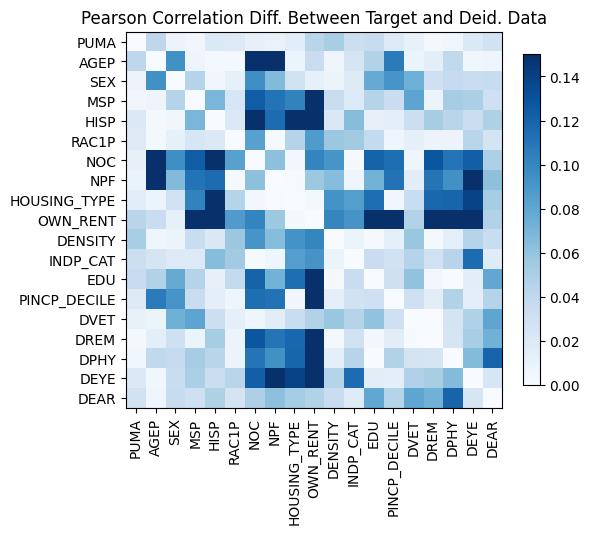 Pearson Correlation Diff. Between Target and Deid. Data
PUMA
AGEP
SEX
MSP
HISP
RAC1P
NOC
NPF
HOUSING_TYPE
OWN_RENT
DENSITY
INDP_CAT
EDU
PINCP_DECILE
DVET
DREM
DPHY
DEYE
DEAR
PUMA
AGEP
SEX
MSP
HISP
RAC1P
NOC
NPF
HOUSING_TYPE
OWN_RENT
DENSITY
INDP_CAT
EDU
PINCP_DECILE
DVET
DREM
DPHY
DEYE
DEAR
0.14
0.12
0.10
0.08
0.06
0.04
0.02
0.00